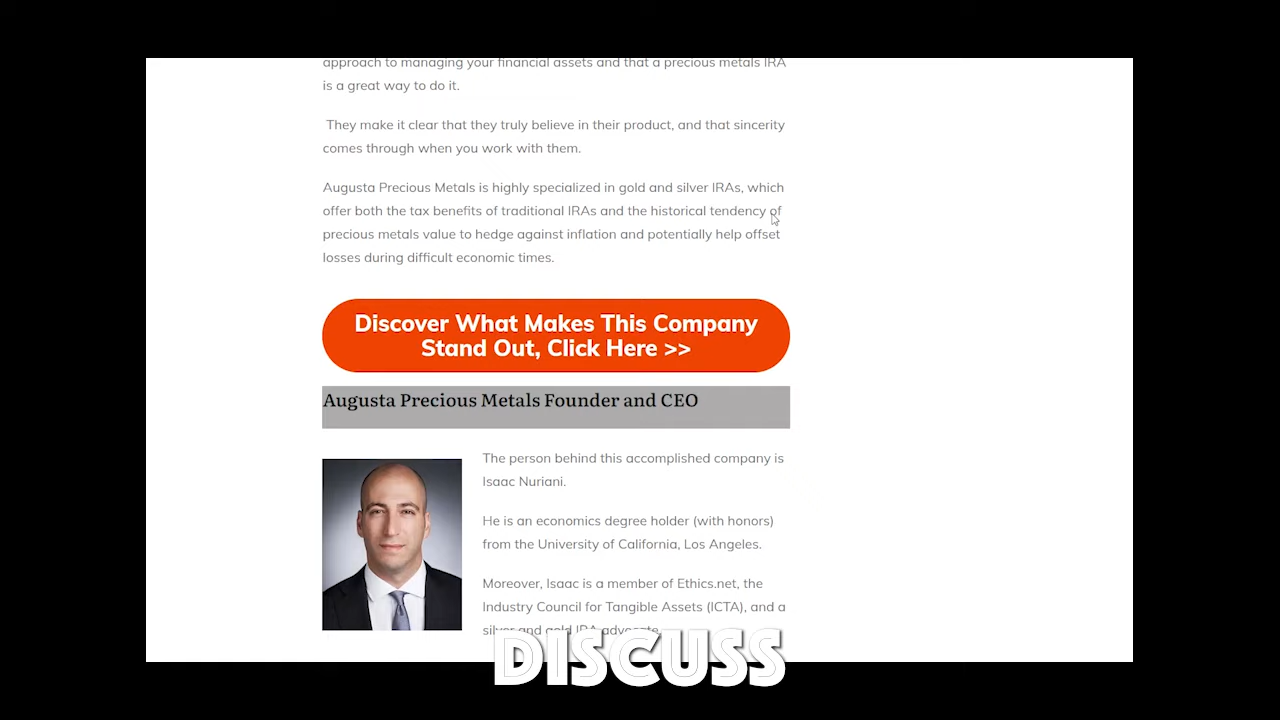 approach to managing your financial assets and that a precious metals IRA
is a great way to do it.
They make it clear that they truly believe in their product, and that sincerity
comes through when you work with them.
Augusta Precious Metals is highly specialized in gold and silver IRAs, which
offer both the tax benefits of traditional IRAs and the historical tendency of
precious metals value to hedge against inflation and potentially help offset
losses during difficult economic times.
Discover What Makes This Company
Stand Out, Click Here >>
Augusta Precious Metals Founder and CEO
The person behind this accomplished company is
Isaac Nuriani.
He is an economics degree holder (with honors)
from the University of California, Los Angeles.
Moreover, Isaac is a member of Ethics.net, the
Industry Council for Tangible Assets (ICTA), and a
silver and gold IRA advocate.
DISCUSS